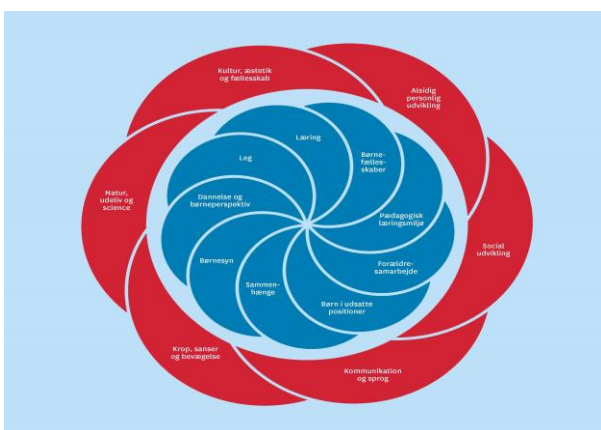 Kultur, æstetik
og fællesskab
Alsidig
personlig
udvikling
Social
udvikling
Kommunikation
og sprog
Krop, sanser
og bevægelse
Natur,
udeliv og
science
Læring
Børne-
fælles-
skaber
Pædagogisk
læringsmiljø
Forældre-
samarbejde
Børn i udsatte
positioner
Sammen-
hænge
Børnesyn
Dannelse og
børneperspektiv
Leg